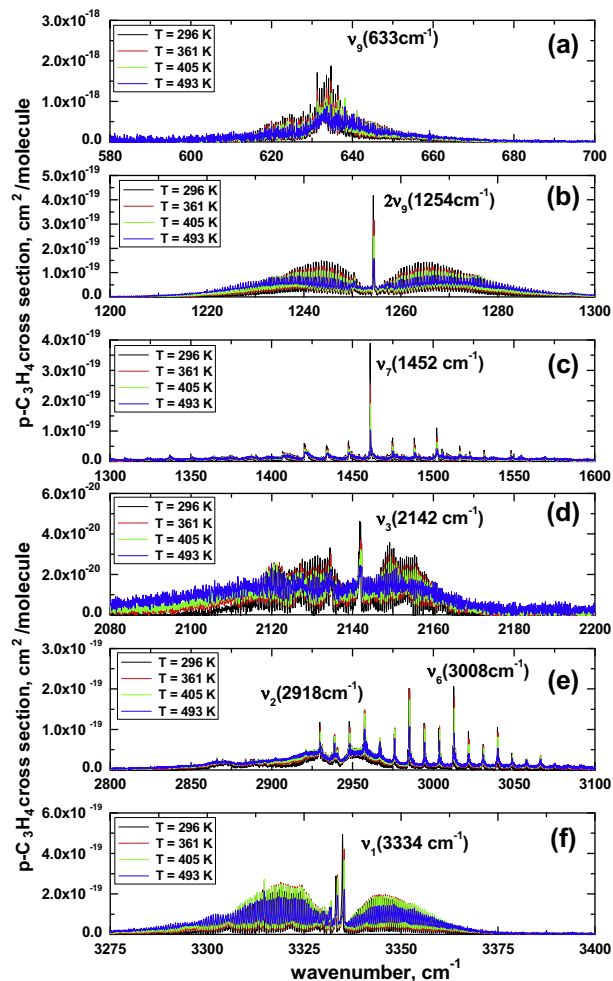 p-C3H4 cross section, cm2/molecule
T = 296 K
T = 361 K
T = 405 K
T = 493 K
ν9(633cm-1)
(a)
3.0x10-18
2.0x10-18
1.0x10-18
0.0
580 600 620 640 660 680 700
T = 296 K
T = 361 K
T = 405 K
T = 493 K
2ν9(1254cm-1)
(b)
5.0x10-19
4.0x10-19
3.0x10-19
2.0x10-19
1.0x10-19
0.0
1200 1220 1240 1260 1280 1300
T = 296 K
T = 361 K
T = 405 K
T = 493 K
ν7(1452 cm-1)
(c)
4.0x10-19
3.0x10-19
2.0x10-19
1.0x10-19
0.0
1300 1350 1400 1450 1500 1550 1600
p-C3H4 cross section, cm2/molecule
T = 296 K
T = 361 K
T = 405 K
T = 493 K
ν3(2142 cm-1)
(d)
6.0x10-20
4.0x10-20
2.0x10-20
0.0
2080 2100 2120 2140 2160 2180 2200
T = 296 K
T = 361 K
T = 405 K
T = 493 K
ν2(2918cm-1)
ν6(3008cm-1)
(e)
3.0x10-19
2.0x10-19
1.0x10-19
0.0
2800 2850 2900 2950 3000 3050 3100
T = 296 K
T = 361 K
T = 405 K
T = 493 K
ν1(3334 cm-1)
(f)
6.0x10-19
4.0x10-19
2.0x10-19
0.0
3275 3300 3325 3350 3375 3400
wavenumber, cm-1